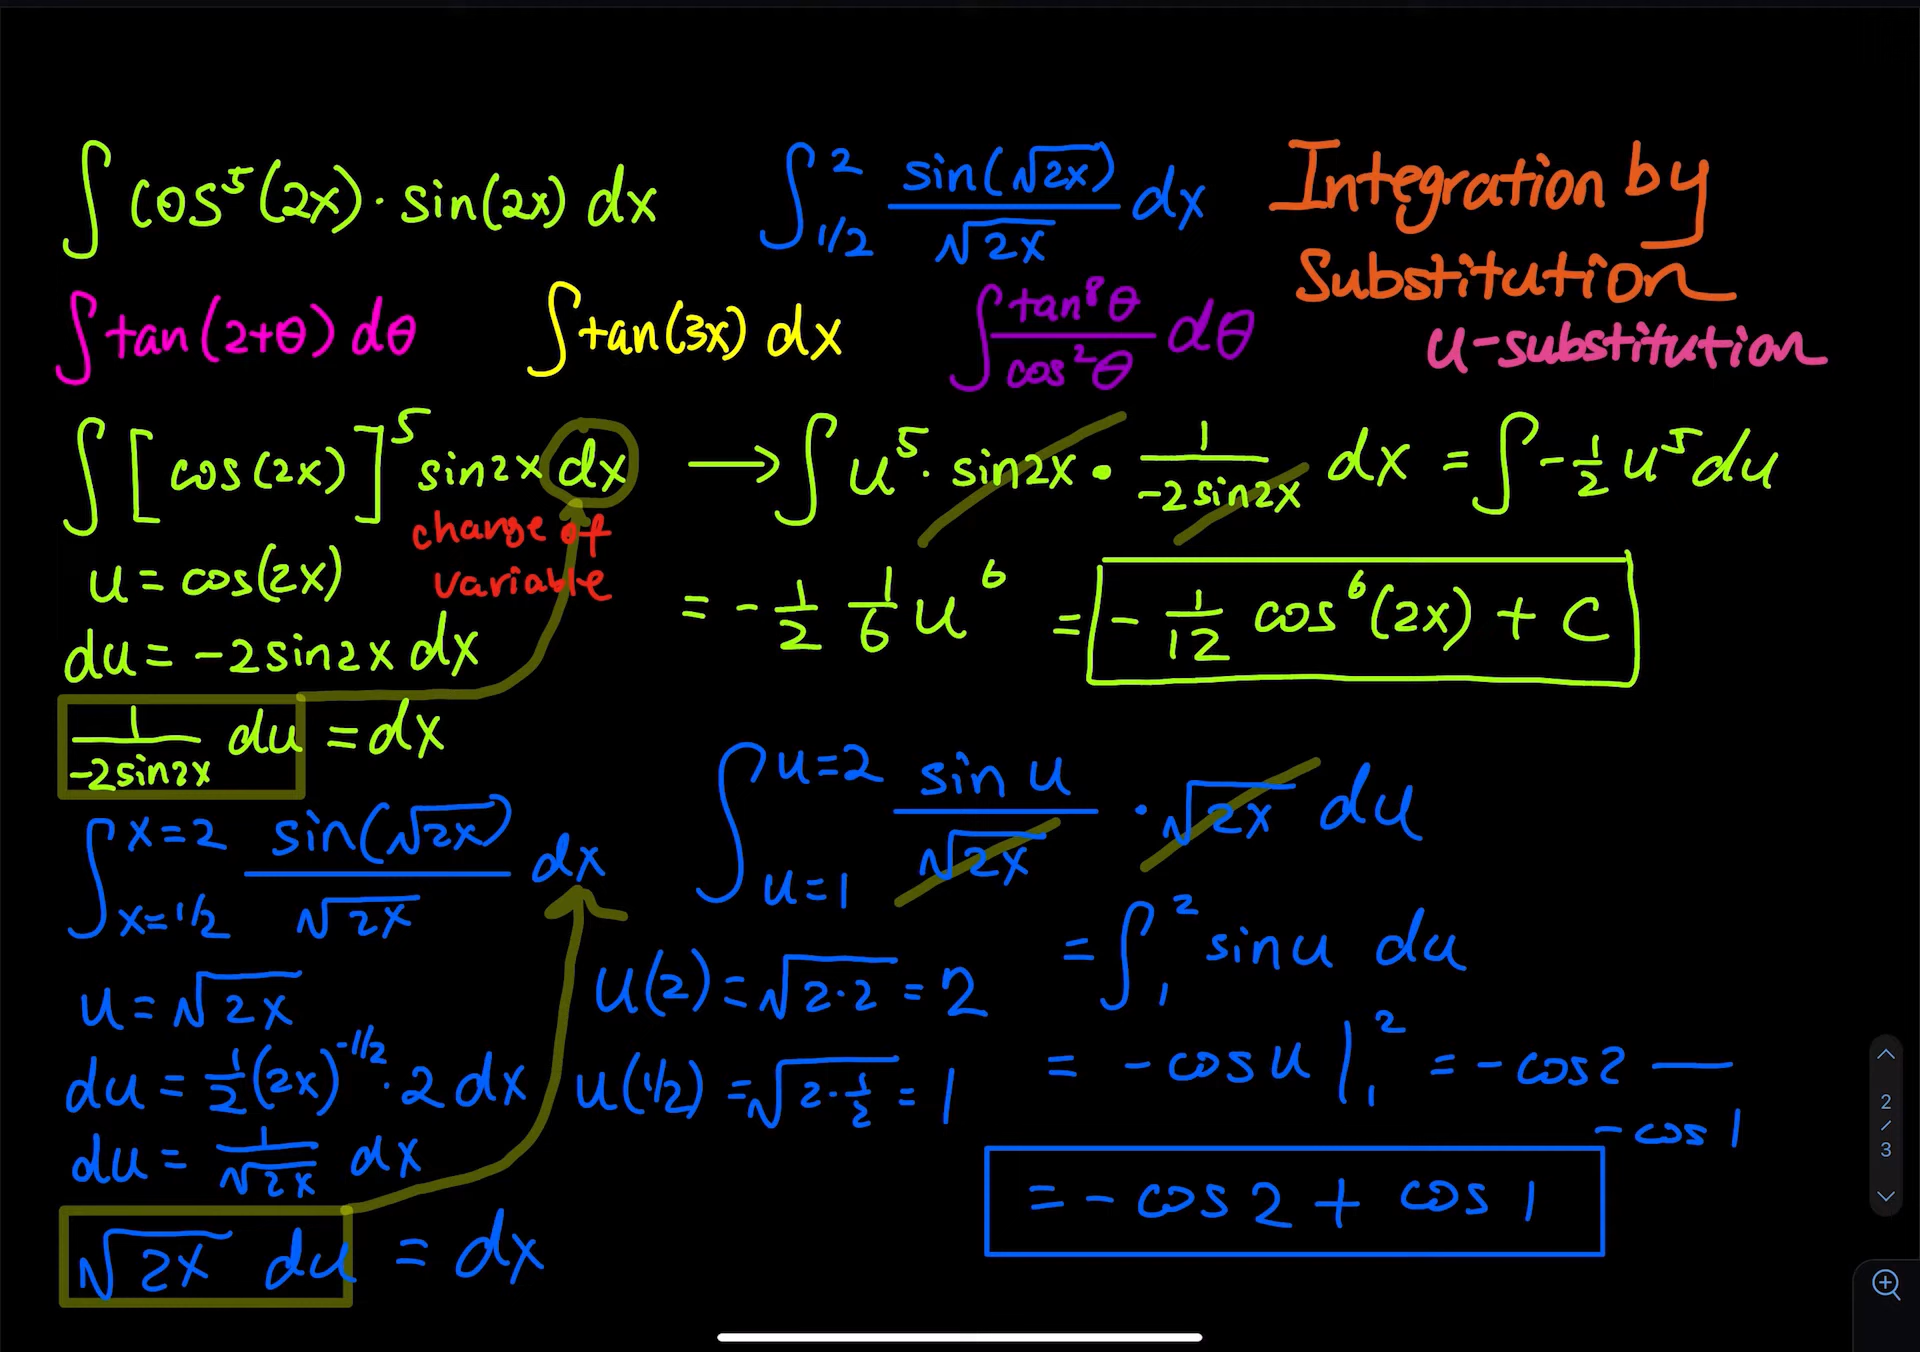 ∫ cos⁵(2x)·sin(2x) dx
∫_{1/2}^{2} sin(√2x)/√2x dx
Integration by
Substitution
u-substitution
∫ tan(2+θ) dθ
∫ tan(3x) dx
∫ tan⁸θ/cos²θ dθ
∫ [cos(2x)]⁵ sin2x dx → ∫ u⁵· sin2x • 1/(-2sin2x) dx = ∫ -1/2 u⁵ du
change of
variable
u = cos(2x)
du = -2sin2x dx
1/(-2sin2x) du = dx
= - 1/2 1/6 u⁶ = - 1/12 cos⁶(2x) + C
∫_{x=1/2}^{x=2} sin(√2x)/√2x dx
u = √2x
du = 1/2(2x)^{-1/2}·2 dx
du = 1/√2x dx
√2x du = dx
∫_{u=1}^{u=2} sin u/√2x · √2x du
u(2) = √2·2 = 2
u(1/2) = √2·1/2 = 1
= ∫_{1}^{2} sin u du
= -cos u |_{1}^{2} = -cos2 —
-cos 1
= - cos 2 + cos 1
2
/
3